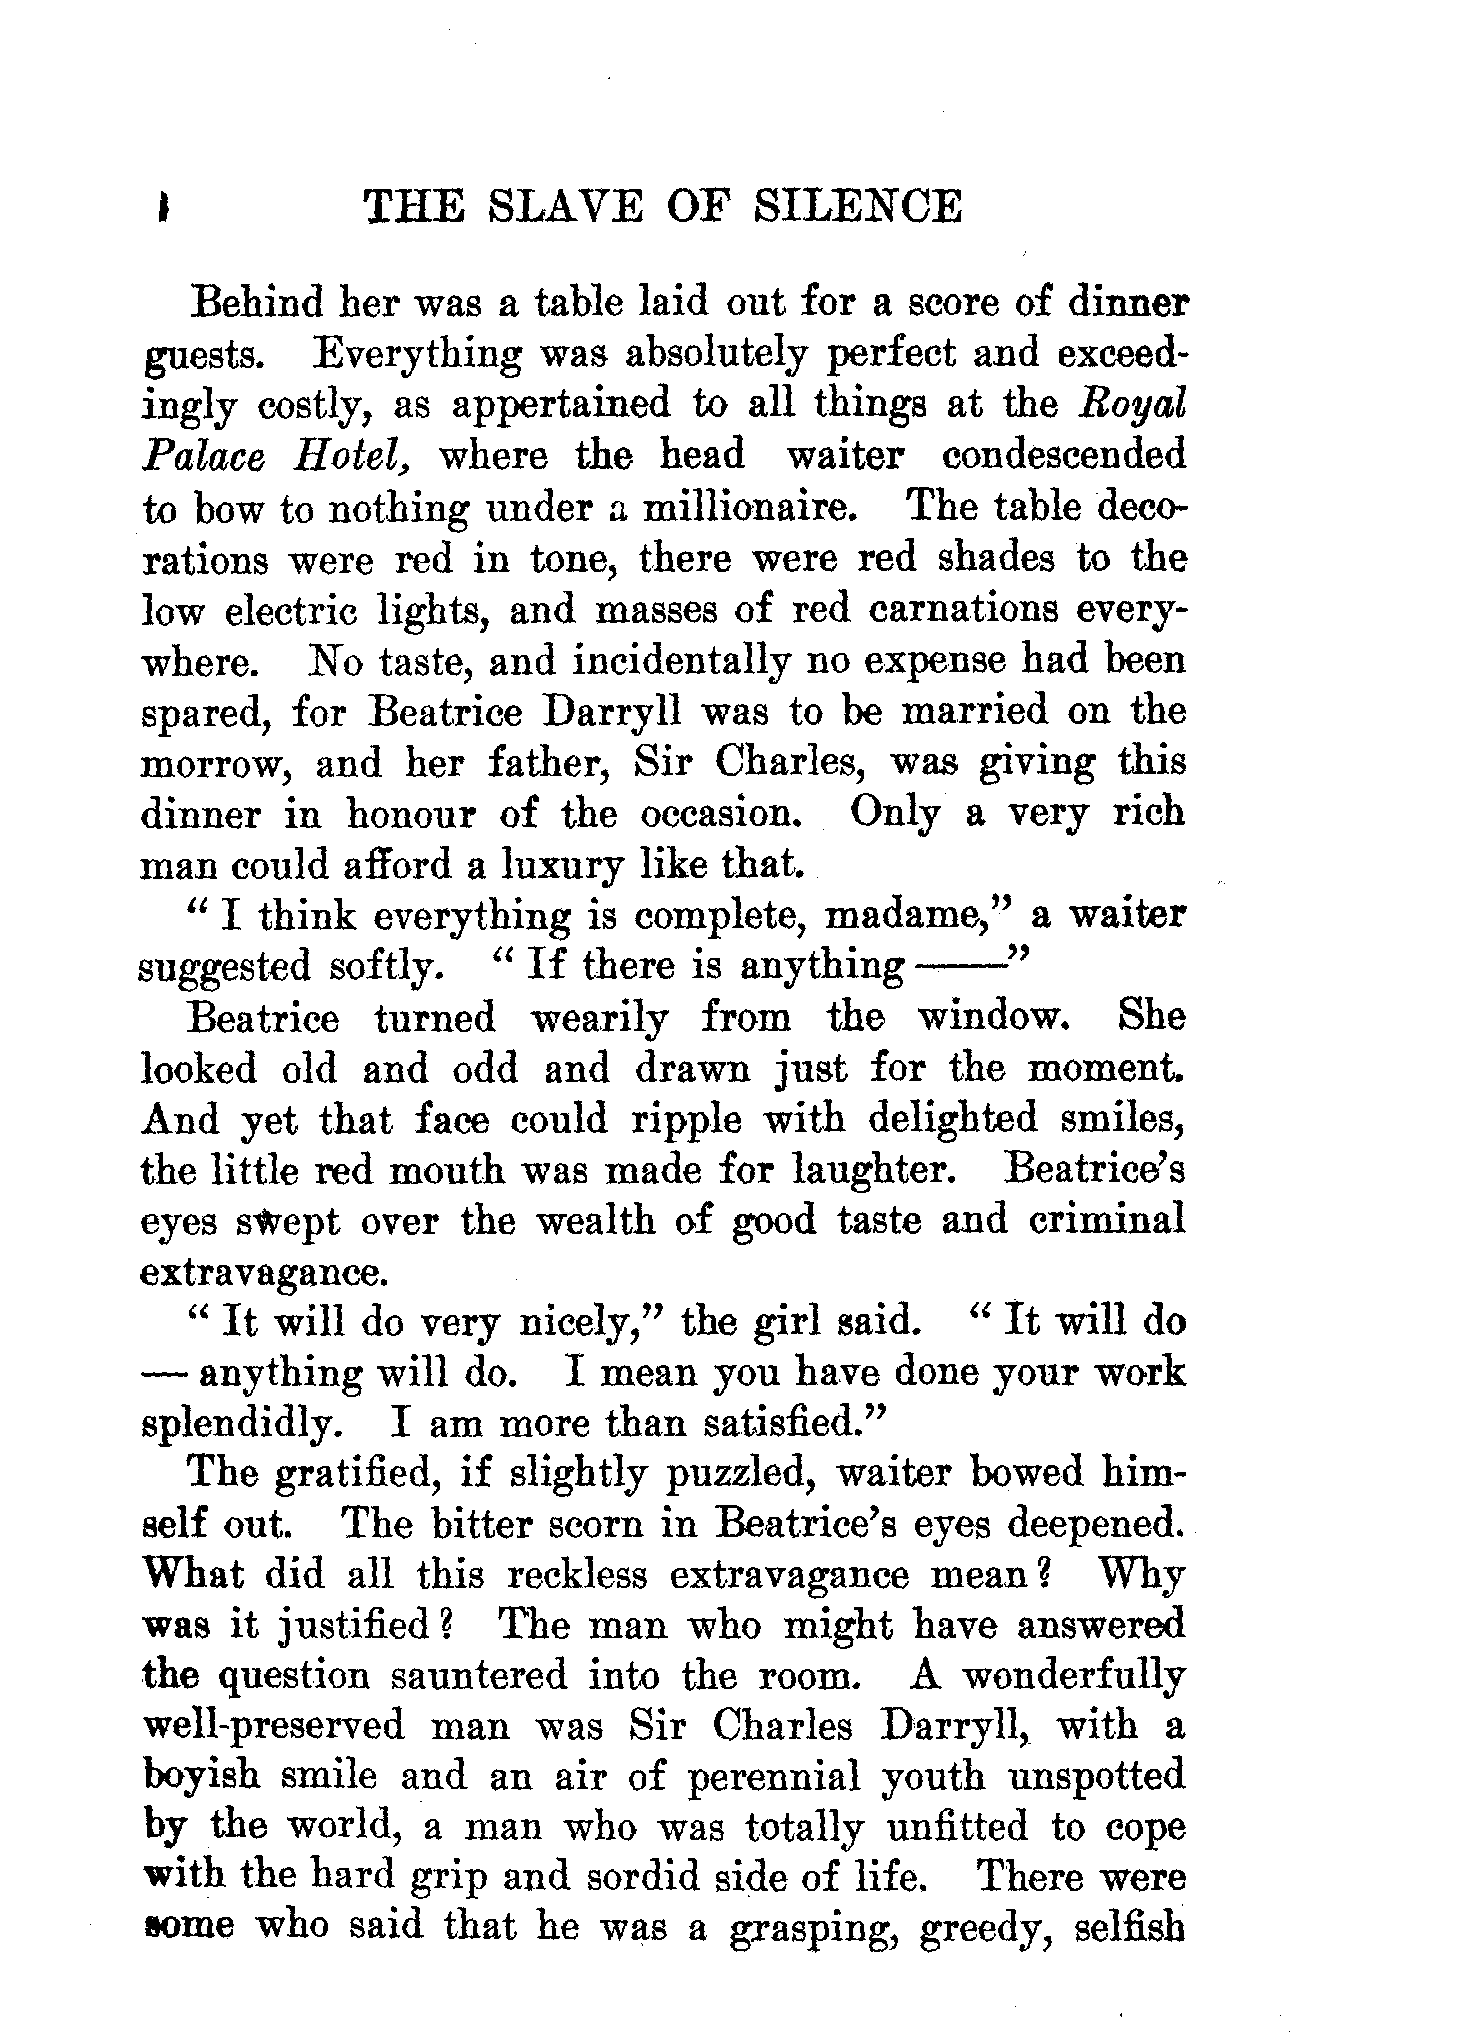 THE SLAVE OF SILENCE
Behind her was a table laid out for a score of dinner
guests. Everything was absolutely perfect and exceed-
ingly costly, as appertained to all things at the Royal
Palace Hotel, where the head waiter condescended
to bow to nothing under a millionaire. The table deco-
rations were red in tone, there were red shades to the
low electric lights, and masses of red carnations every-
where. No taste, and incidentally no expense had been
spared, for Beatrice Darryll was to be married on the
morrow, and her father, Sir Charles, was giving this
dinner in honour of the occasion. Only a very rich
man could afford a luxury like that.
“ I think everything is complete, madame,” a waiter
suggested softly. “ If there is anything ——”
Beatrice turned wearily from the window. She
looked old and odd and drawn just for the moment.
And yet that face could ripple with delighted smiles,
the little red mouth was made for laughter. Beatrice’s
eyes swept over the wealth of good taste and criminal
extravagance.
“ It will do very nicely,” the girl said. “ It will do
— anything will do. I mean you have done your work
splendidly. I am more than satisfied.”
The gratified, if slightly puzzled, waiter bowed him-
self out. The bitter scorn in Beatrice’s eyes deepened.
What did all this reckless extravagance mean? Why
was it justified? The man who might have answered
the question sauntered into the room. A wonderfully
well-preserved man was Sir Charles Darryll, with a
boyish smile and an air of perennial youth unspotted
by the world, a man who was totally unfitted to cope
with the hard grip and sordid side of life. There were
some who said that he was a grasping, greedy, selfish